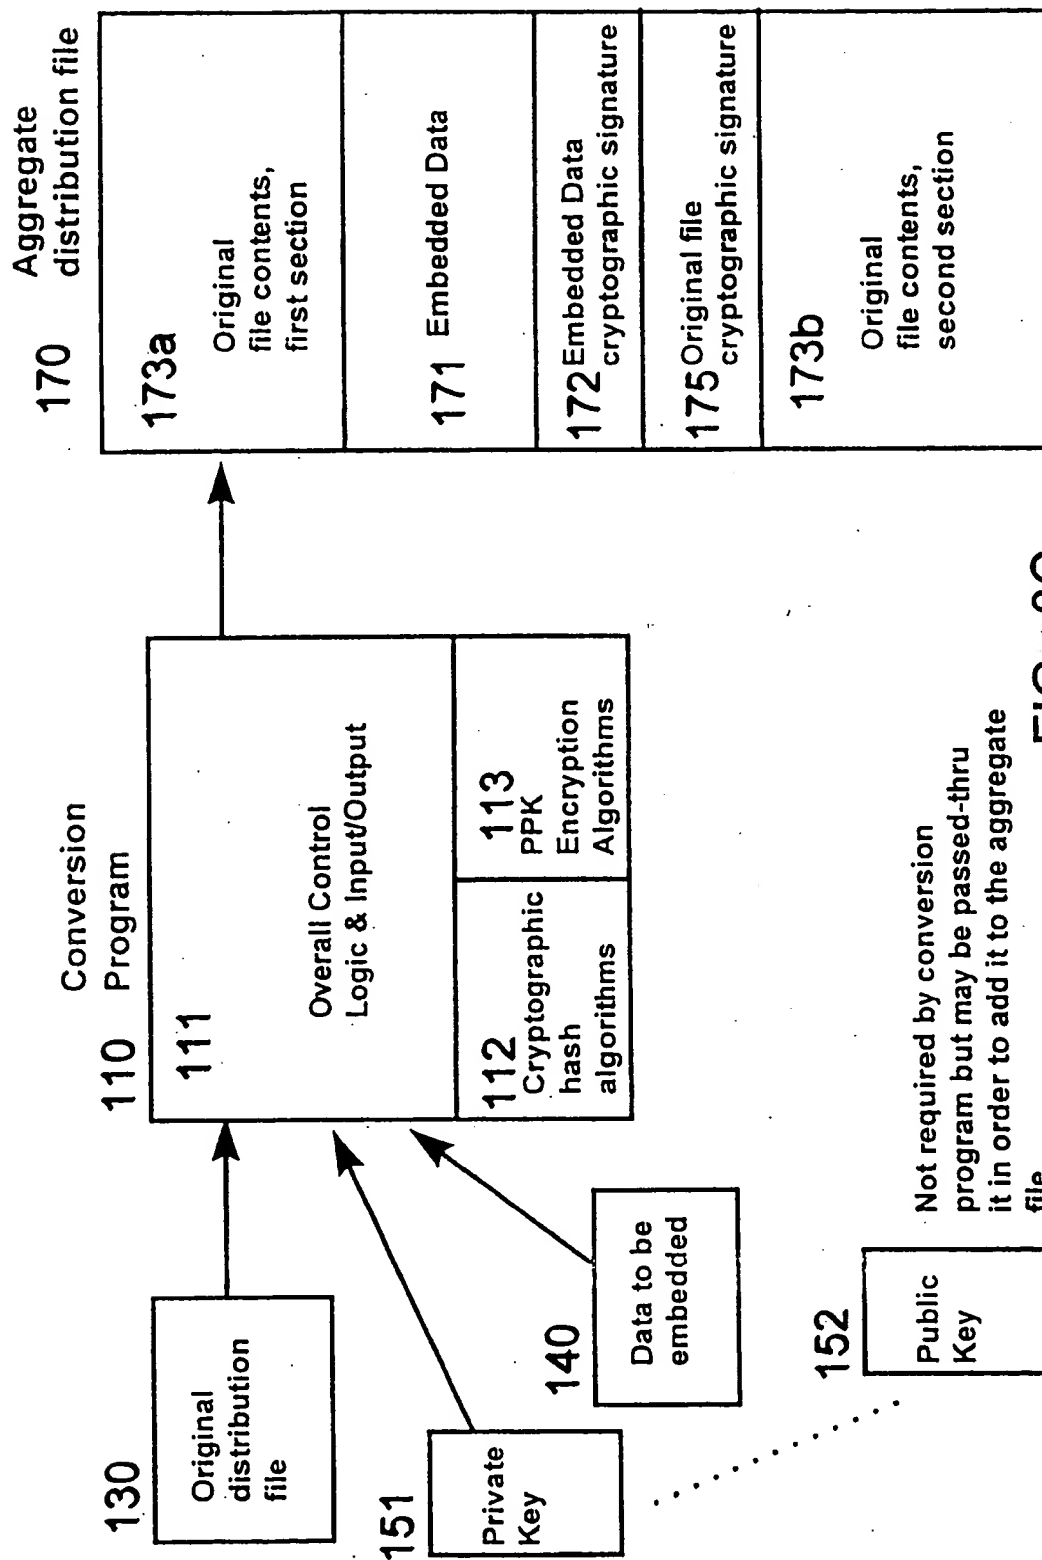 130
Original
distribution
file
151
Private
Key
140
Data to be
embedded
152
Public
Key
Not required by conversion
program but may be passed-thru
it in order to add it to the aggregate
file
Conversion
110 Program
111
Overall Control
Logic & Input/Output
112
Cryptographic
hash
algorithms
113
PPK
Encryption
Algorithms
Aggregate
170 distribution file
173a
Original
file contents,
first section
171 Embedded Data
172 Embedded Data
cryptographic signature
175 Original file
cryptographic signature
173b
Original
file contents,
second section